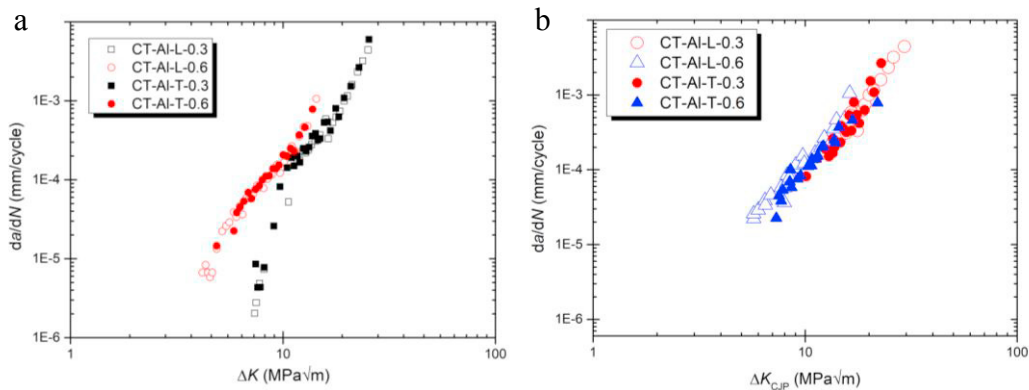 a
CT-Al-L-0.3
CT-Al-L-0.6
CT-Al-T-0.3
CT-Al-T-0.6
1E-3
1E-4
1E-5
1E-6
da/dN (mm/cycle)
1
10
100
ΔK (MPa√m)
b
CT-Al-L-0.3
CT-Al-L-0.6
CT-Al-T-0.3
CT-Al-T-0.6
1E-3
1E-4
1E-5
1E-6
da/dN (mm/cycle)
1
10
100
ΔK_CJP (MPa√m)